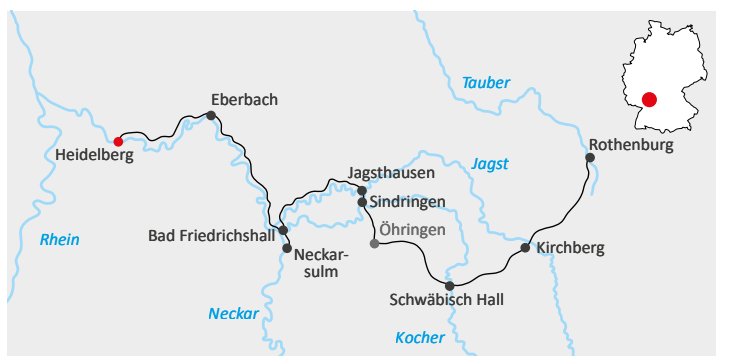 Tauber
Eberbach
Rothenburg
Heidelberg
Jagst
Jagsthausen
Sindringen
Öhringen
Rhein
Bad Friedrichshall
Neckar-
sulm
Kirchberg
Schwäbisch Hall
Neckar
Kocher